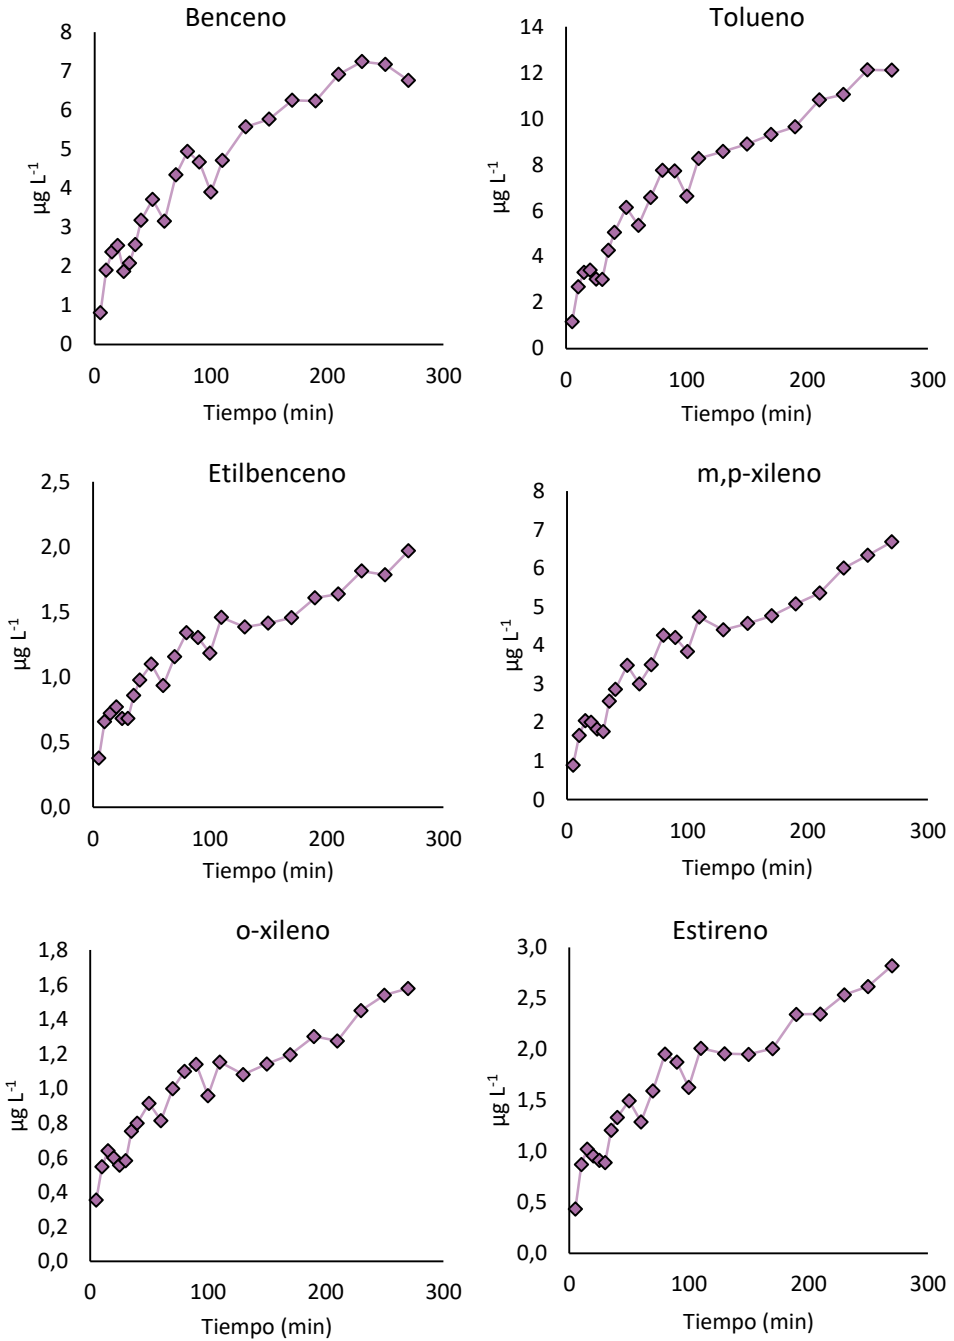 Benceno
8
7
6
5
4
3
2
1
0
µg L-1
0 100 200 300
Tiempo (min)
Tolueno
14
12
10
8
6
4
2
0
µg L-1
0 100 200 300
Tiempo (min)
Etilbenceno
2,5
2,0
1,5
1,0
0,5
0,0
µg L-1
0 100 200 300
Tiempo (min)
m,p-xileno
8
7
6
5
4
3
2
1
0
µg L-1
0 100 200 300
Tiempo (min)
o-xileno
1,8
1,6
1,4
1,2
1,0
0,8
0,6
0,4
0,2
0,0
µg L-1
0 100 200 300
Tiempo (min)
Estireno
3,0
2,5
2,0
1,5
1,0
0,5
0,0
µg L-1
0 100 200 300
Tiempo (min)